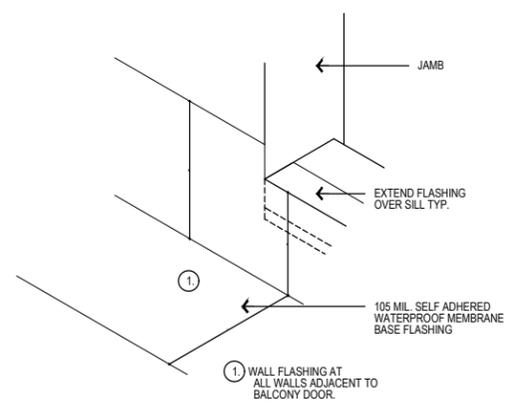 JAMB
EXTEND FLASHING
OVER SILL TYP.
1.
105 MIL. SELF ADHERED
WATERPROOF MEMBRANE
BASE FLASHING
1. WALL FLASHING AT
ALL WALLS ADJACENT TO
BALCONY DOOR.